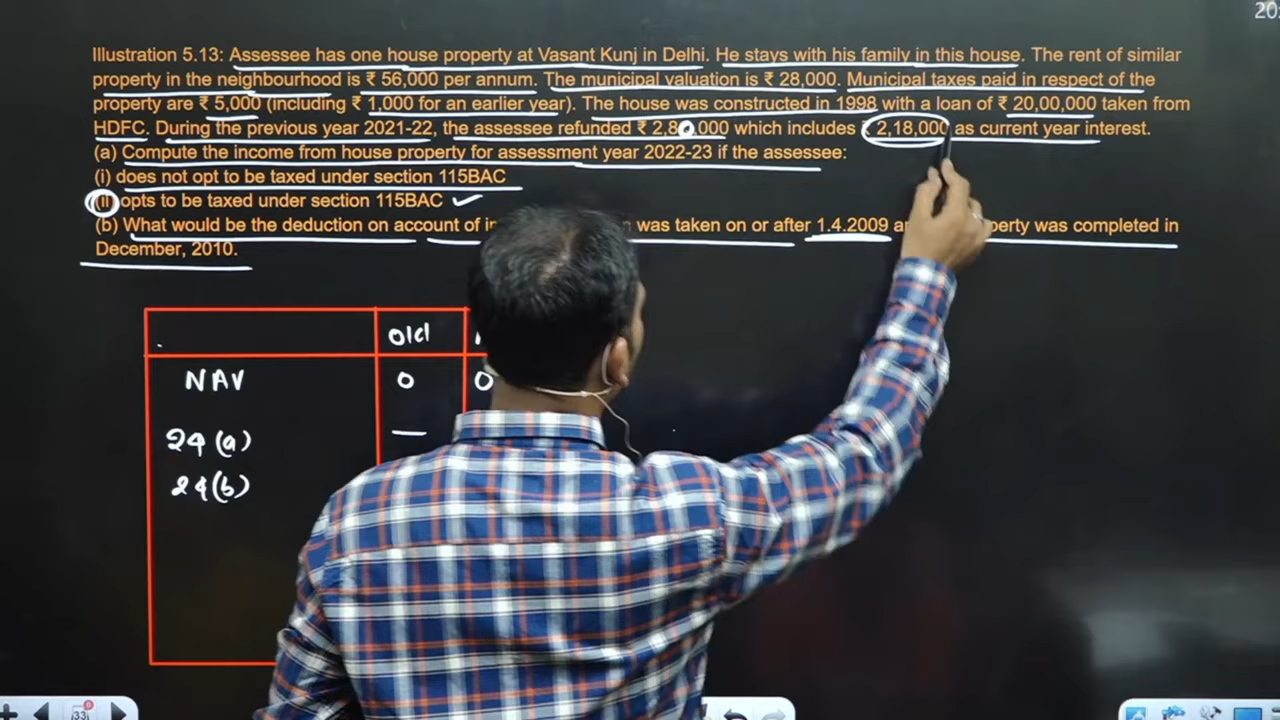 20:
Illustration 5.13: Assessee has one house property at Vasant Kunj in Delhi. He stays with his family in this house. The rent of similar
property in the neighbourhood is ₹ 56,000 per annum. The municipal valuation is ₹ 28,000. Municipal taxes paid in respect of the
property are ₹ 5,000 (including ₹ 1,000 for an earlier year). The house was constructed in 1998 with a loan of ₹ 20,00,000 taken from
HDFC. During the previous year 2021-22, the assessee refunded ₹ 2,80,000 which includes ₹ 2,18,000 as current year interest.
(a) Compute the income from house property for assessment year 2022-23 if the assessee:
(i) does not opt to be taxed under section 115BAC
(ii) opts to be taxed under section 115BAC ✓
(b) What would be the deduction on account of was taken on or after 1.4.2009 property was completed in
December, 2010.
old
NAV 0 0
24(a) —
24(b)
33
0